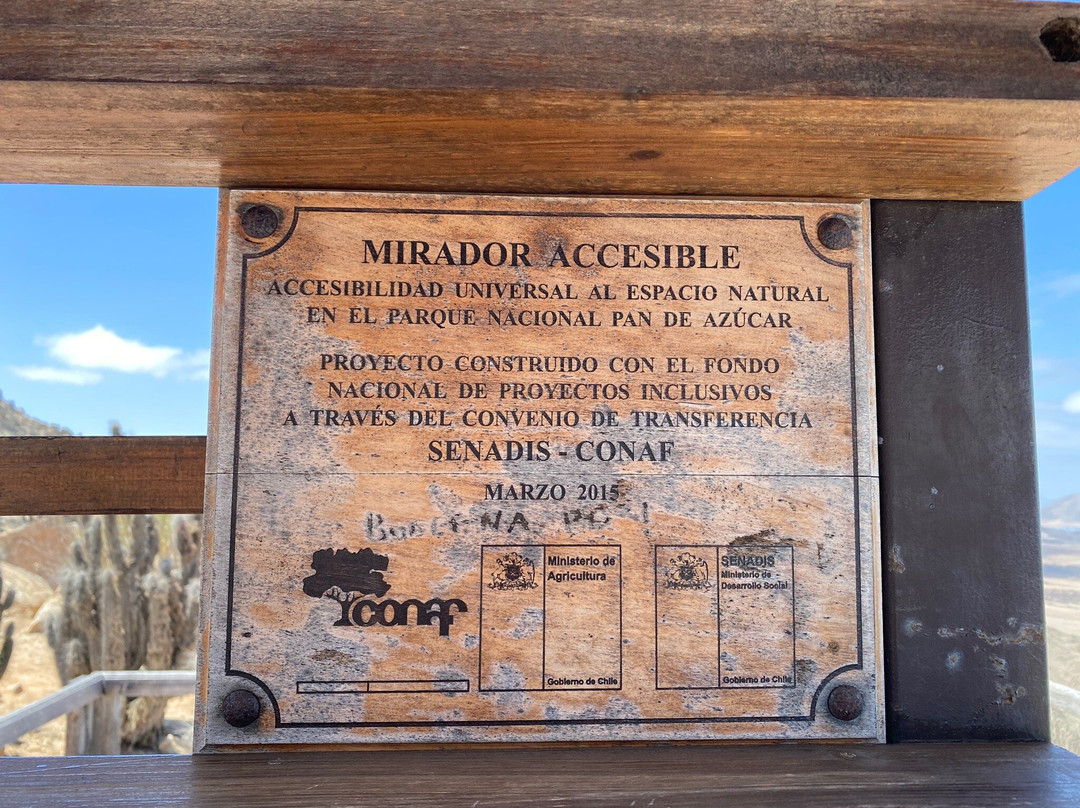 MIRADOR ACCESIBLE
ACCESIBILIDAD UNIVERSAL AL ESPACIO NATURAL
EN EL PARQUE NACIONAL PAN DE AZÚCAR
PROYECTO CONSTRUIDO CON EL FONDO
NACIONAL DE PROYECTOS INCLUSIVOS
A TRAVÉS DEL CONVENIO DE TRANSFERENCIA
SENADIS - CONAF
MARZO 2015
CONAF
Ministerio de
Agricultura
Gobierno de Chile
SENADIS
Ministerio de
Desarrollo Social
Gobierno de Chile